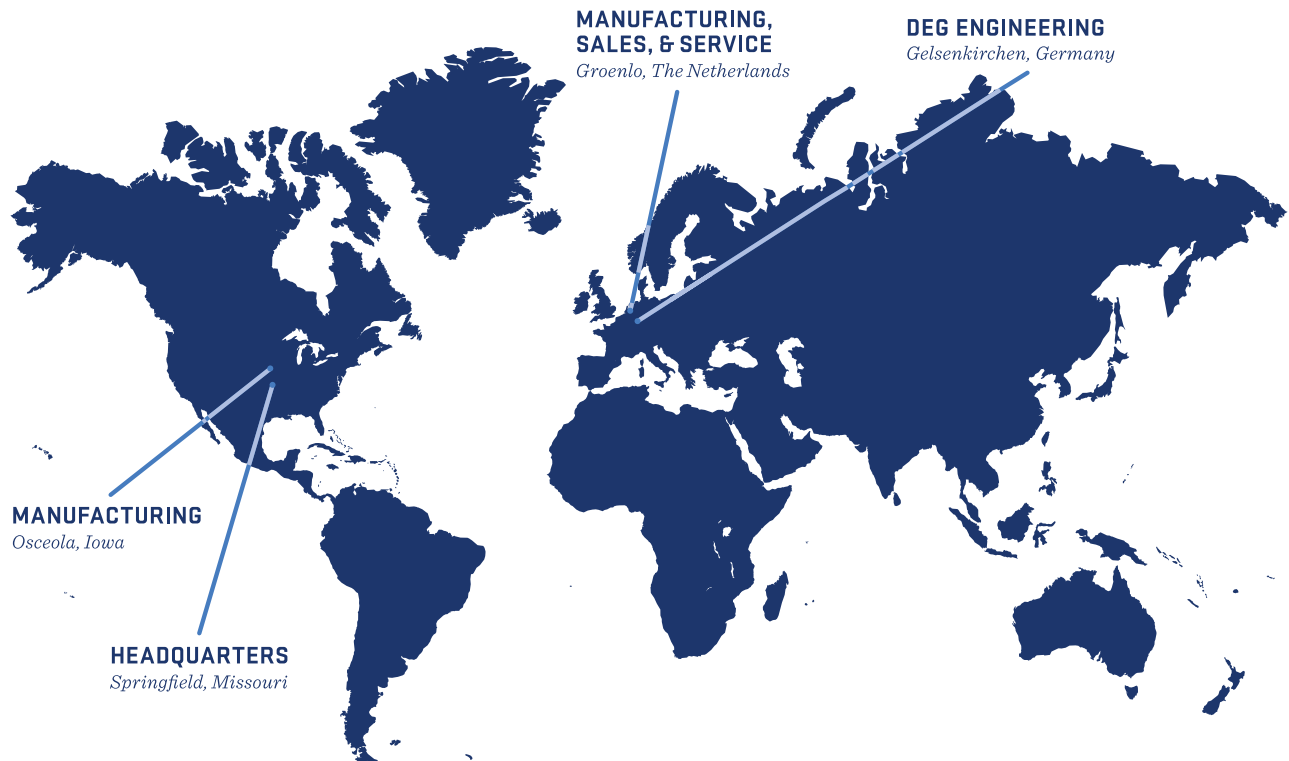 MANUFACTURING,
SALES, & SERVICE
Groenlo, The Netherlands
DEG ENGINEERING
Gelsenkirchen, Germany
MANUFACTURING
Osceola, Iowa
HEADQUARTERS
Springfield, Missouri